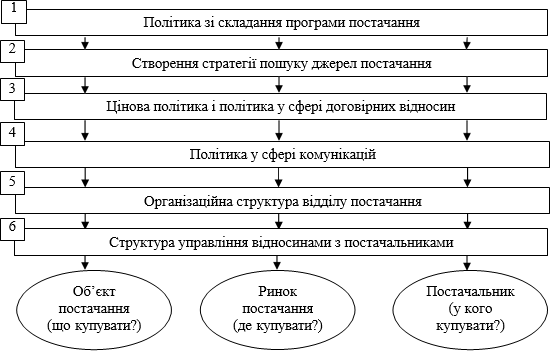 1
Політика зі складання програми постачання
2
Створення стратегії пошуку джерел постачання
3
Цінова політика і політика у сфері договірних відносин
4
Політика у сфері комунікацій
5
Організаційна структура відділу постачання
6
Структура управління відносинами з постачальниками
Об’єкт
постачання
(що купувати?)
Ринок
постачання
(де купувати?)
Постачальник
(у кого
купувати?)